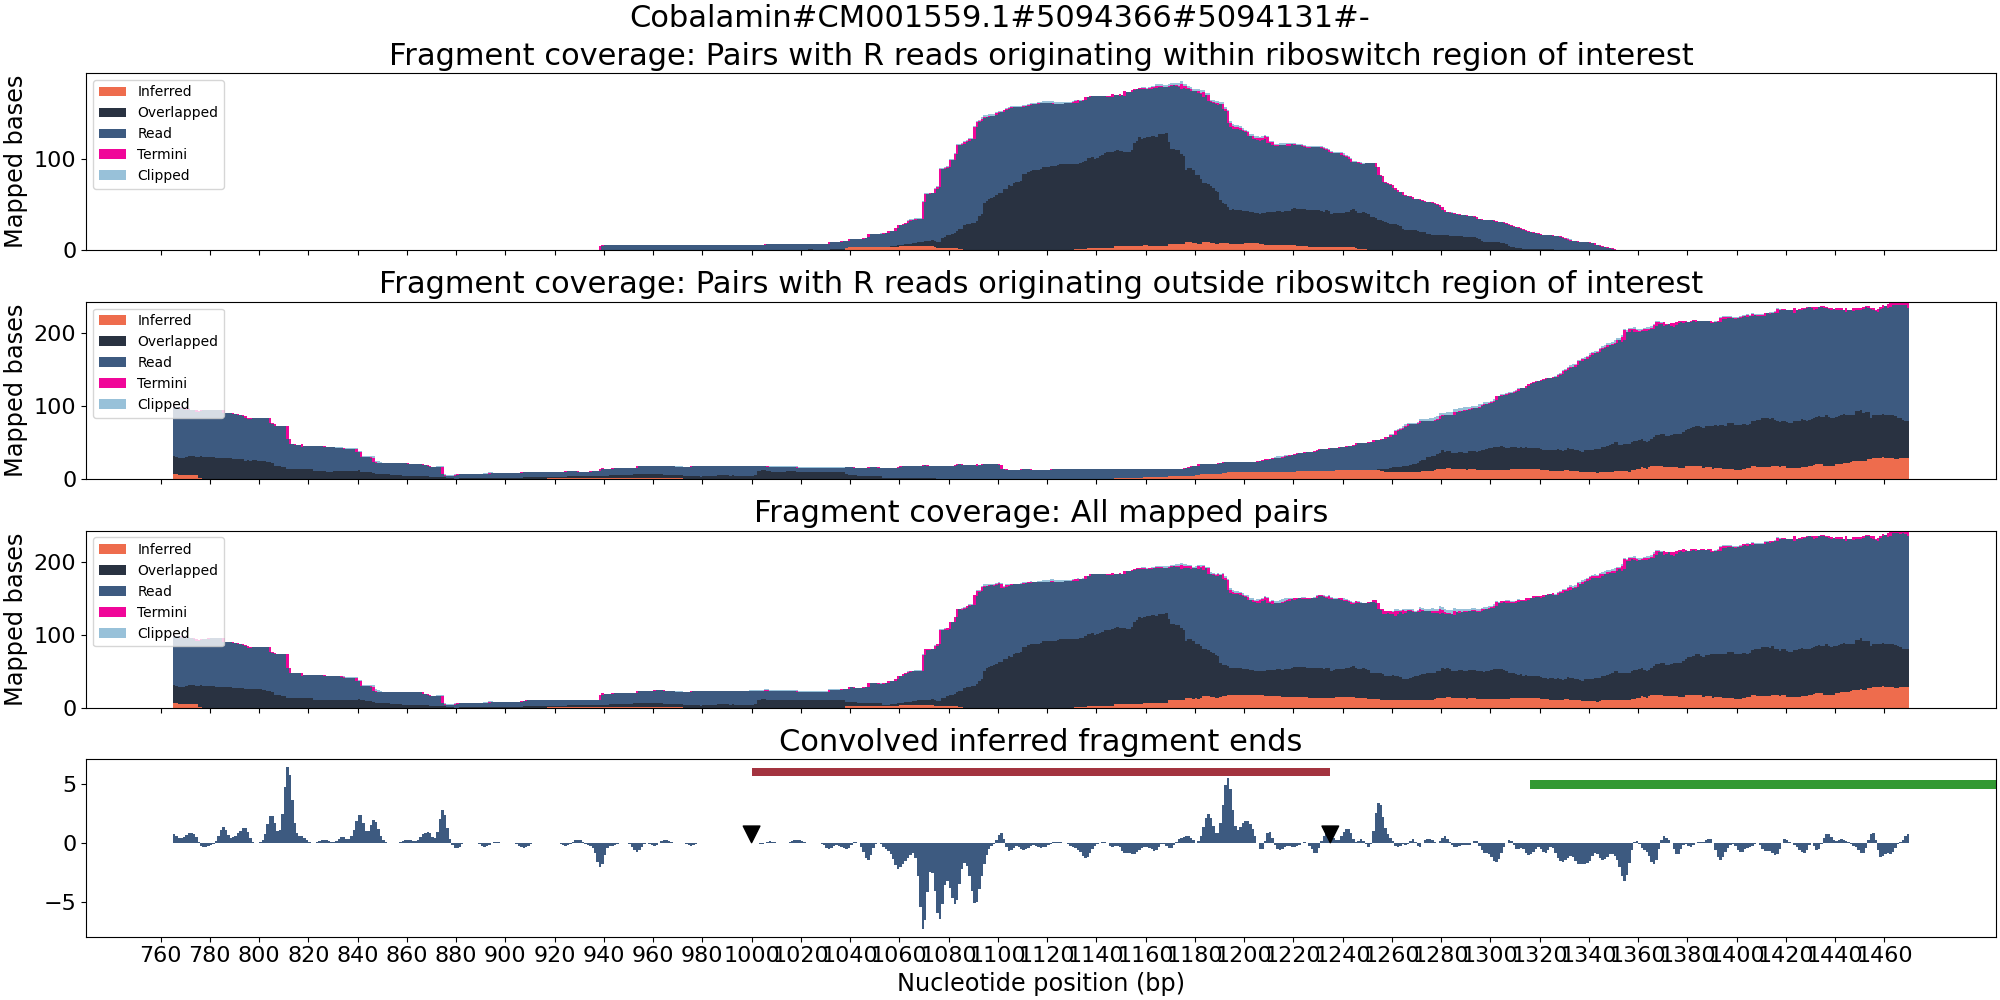 Cobalamin#CM001559.1#5094366#5094131#-
Fragment coverage: Pairs with R reads originating within riboswitch region of interest
Mapped bases
100
0
Inferred
Overlapped
Read
Termini
Clipped
Fragment coverage: Pairs with R reads originating outside riboswitch region of interest
Mapped bases
200
100
0
Inferred
Overlapped
Read
Termini
Clipped
Fragment coverage: All mapped pairs
Mapped bases
200
100
0
Inferred
Overlapped
Read
Termini
Clipped
Convolved inferred fragment ends
5
0
−5
760 780 800 820 840 860 880 900 920 940 960 980 1000 1020 1040 1060 1080 1100 1120 1140 1160 1180 1200 1220 1240 1260 1280 1300 1320 1340 1360 1380 1400 1420 1440 1460
Nucleotide position (bp)